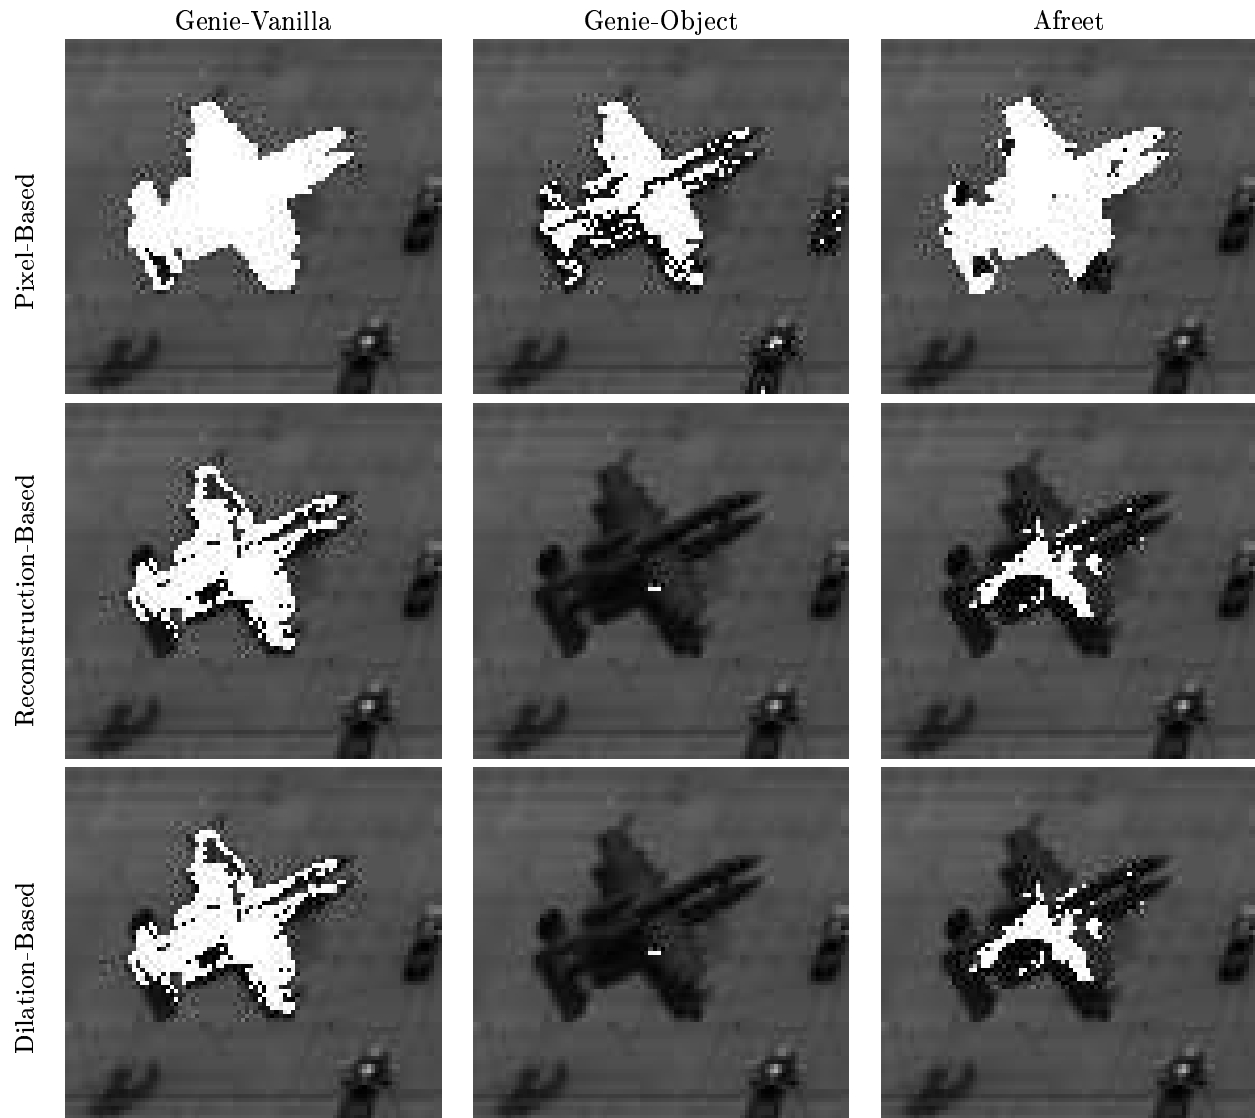 Genie-Vanilla
Genie-Object
Afreet
Pixel-Based
Reconstruction-Based
Dilation-Based